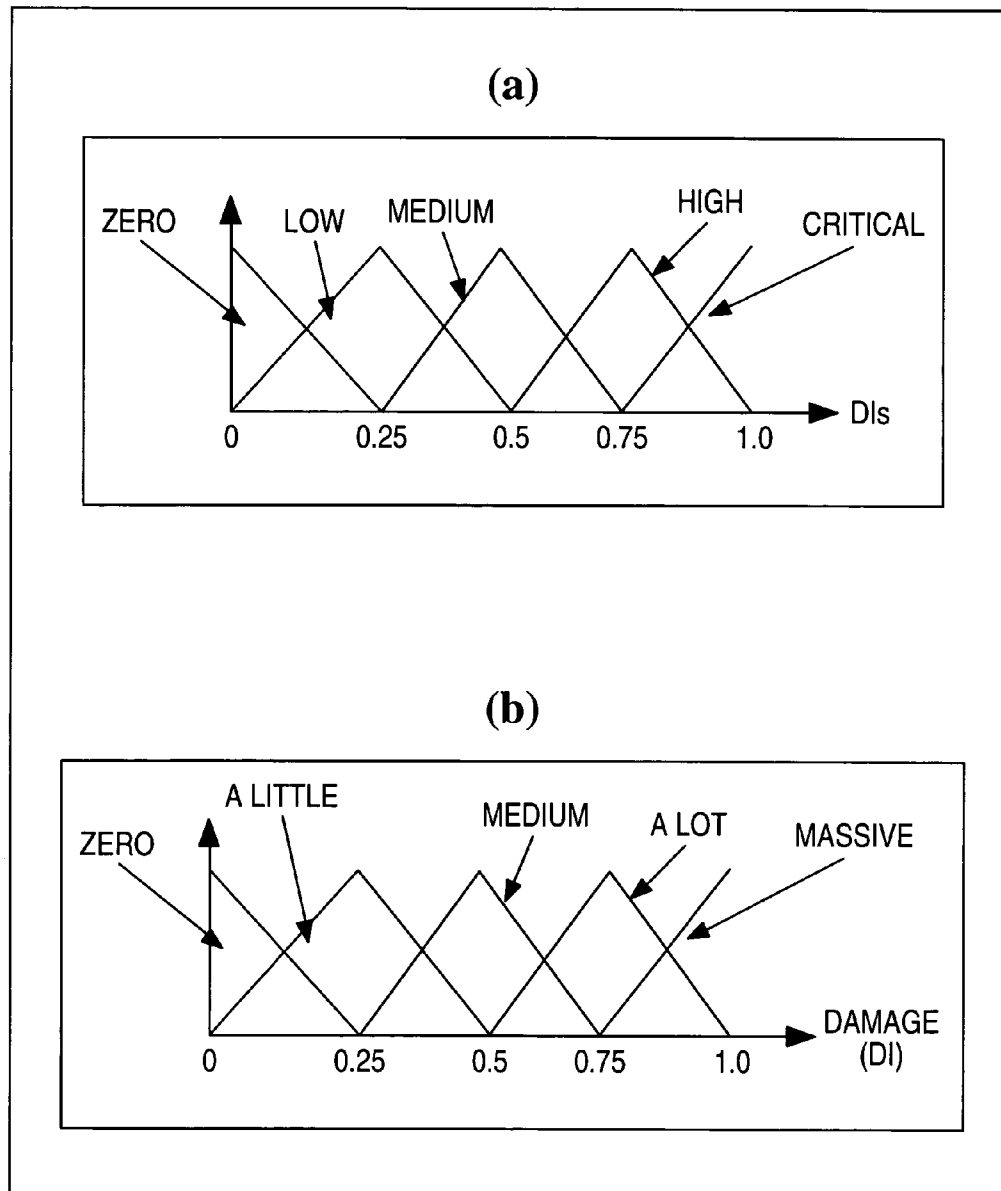 (a)
ZERO
LOW
MEDIUM
HIGH
CRITICAL
DIs
0 0.25 0.5 0.75 1.0
(b)
ZERO
A LITTLE
MEDIUM
A LOT
MASSIVE
DAMAGE
(DI)
0 0.25 0.5 0.75 1.0